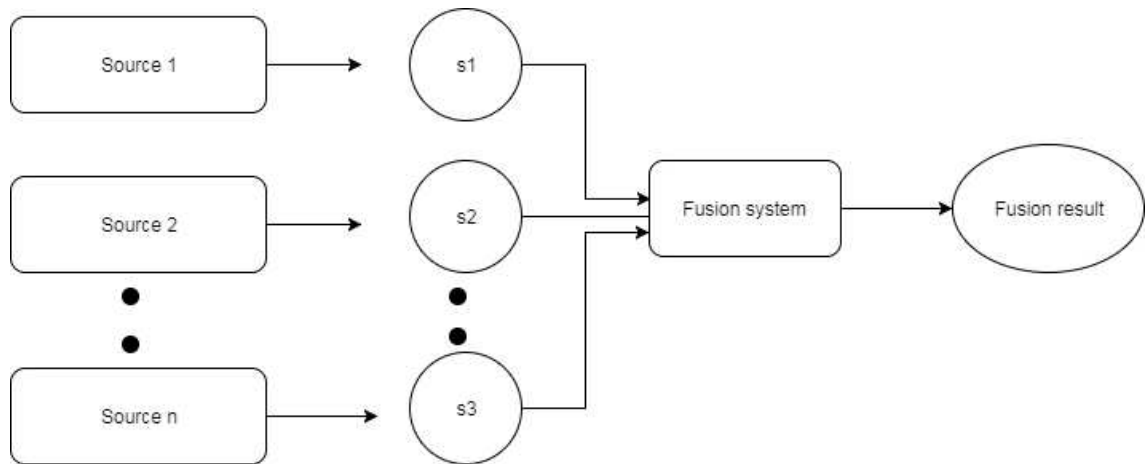 Source 1
s1
Source 2
s2
Fusion system
Fusion result
Source n
s3